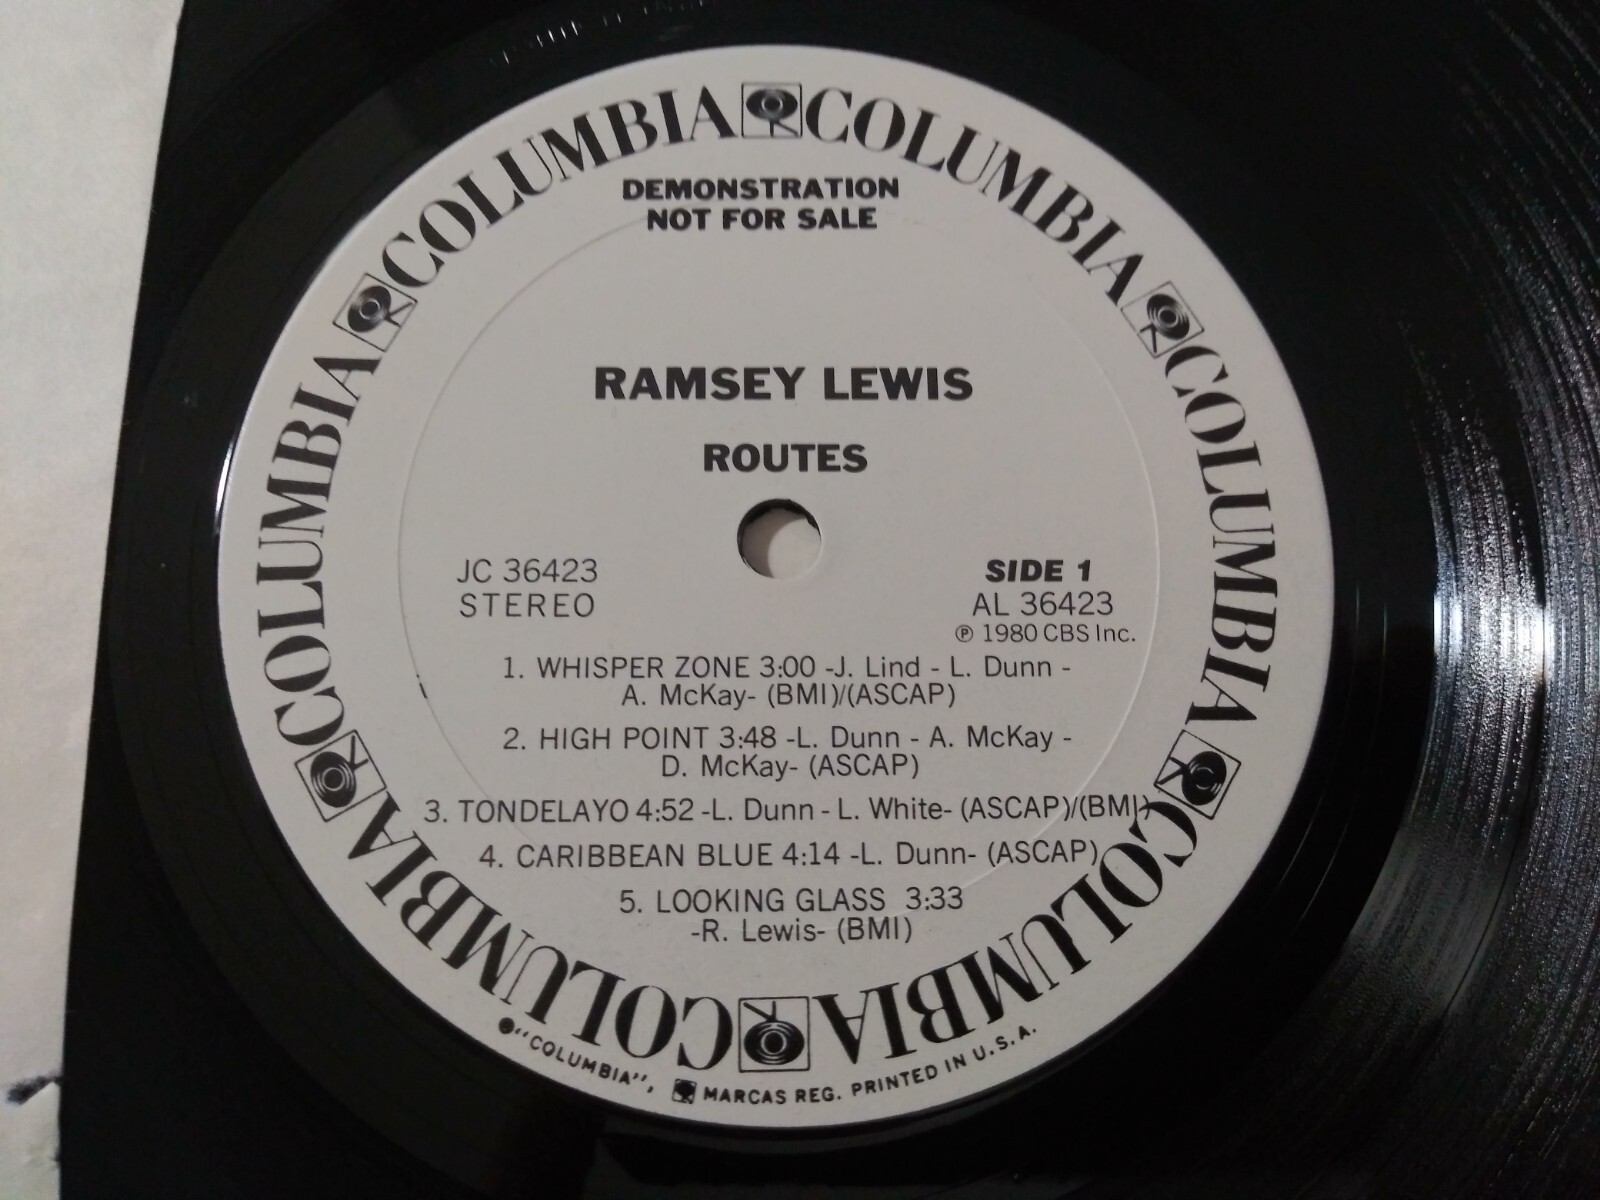 COLUMBIA COLUMBIA COLUMBIA COLUMBIA COLUMBIA COLUMBIA
DEMONSTRATION
NOT FOR SALE
RAMSEY LEWIS
ROUTES
JC 36423
STEREO
SIDE 1
AL 36423
℗ 1980 CBS Inc.
1. WHISPER ZONE 3:00 -J. Lind - L. Dunn -
A. McKay- (BMI)/(ASCAP)
2. HIGH POINT 3:48 -L. Dunn - A. McKay -
D. McKay- (ASCAP)
3. TONDELAYO 4:52 -L. Dunn - L. White- (ASCAP)/(BMI)
4. CARIBBEAN BLUE 4:14 -L. Dunn- (ASCAP)
5. LOOKING GLASS 3:33
-R. Lewis- (BMI)
"COLUMBIA", MARCAS REG. PRINTED IN U.S.A.